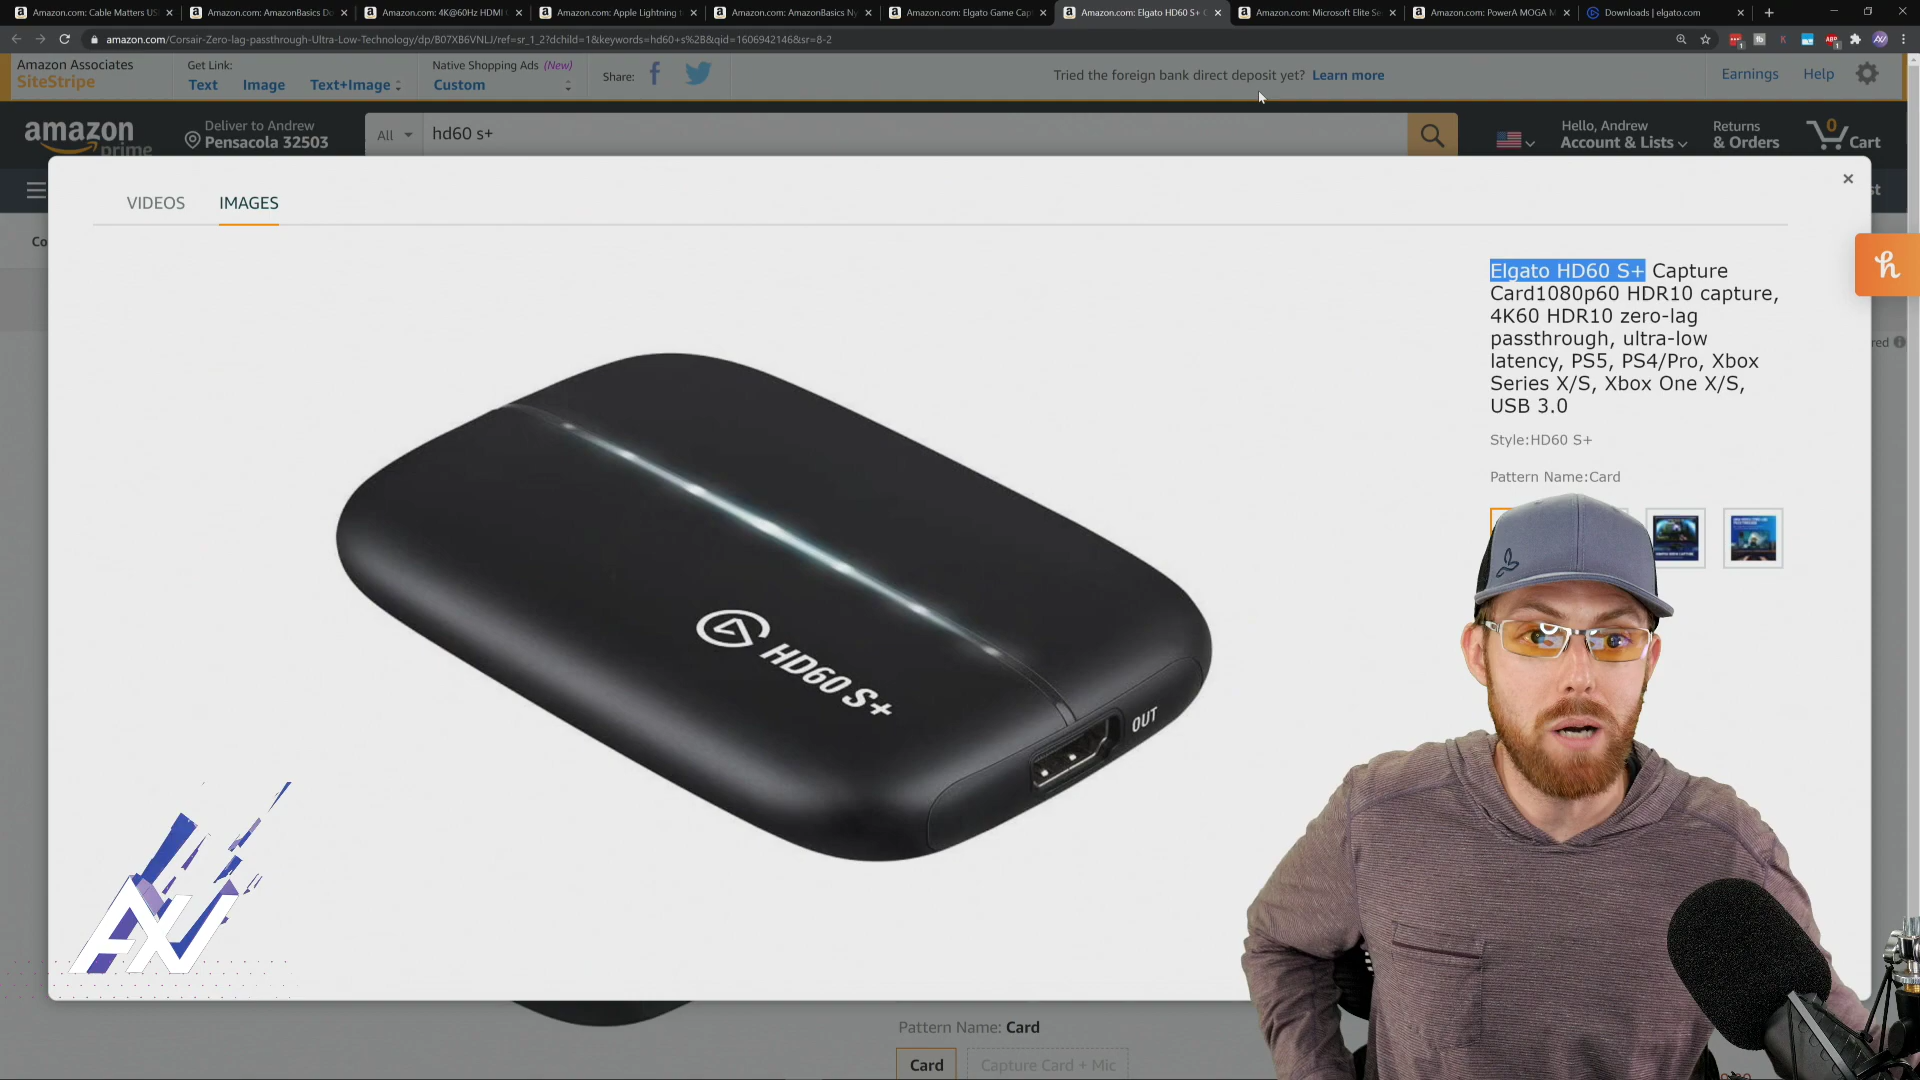 Amazon.com: Cable Matters US
Amazon.com: AmazonBasics Do
Amazon.com: 4K@60Hz HDMI
Amazon.com: Apple Lightning t
Amazon.com: AmazonBasics Ny
Amazon.com: Elgato Game Cap
Amazon.com: Elgato HD60 S+ C
Amazon.com: Microsoft Elite Se
Amazon.com: PowerA MOGA M
Downloads | elgato.com
amazon.com/Corsair-Zero-lag-passthrough-Ultra-Low-Technology/dp/B07XB6VNLJ/ref=sr_1_2?dchild=1&keywords=hd60+s%2B&qid=1606942146&sr=8-2
Amazon Associates
SiteStripe
Get Link:
Text
Image
Text+Image
Native Shopping Ads (New)
Custom
Share:
Tried the foreign bank direct deposit yet? Learn more
Earnings
Help
amazon
prime
Deliver to Andrew
Pensacola 32503
All
hd60 s+
Hello, Andrew
Account & Lists
Returns
& Orders
0
Cart
VIDEOS
IMAGES
Co
st
Elgato HD60 S+ Capture
Card1080p60 HDR10 capture,
4K60 HDR10 zero-lag
passthrough, ultra-low
latency, PS5, PS4/Pro, Xbox
Series X/S, Xbox One X/S,
USB 3.0
red
Style:HD60 S+
Pattern Name:Card
HD60 S+
OUT
Pattern Name: Card
Card
Capture Card + Mic